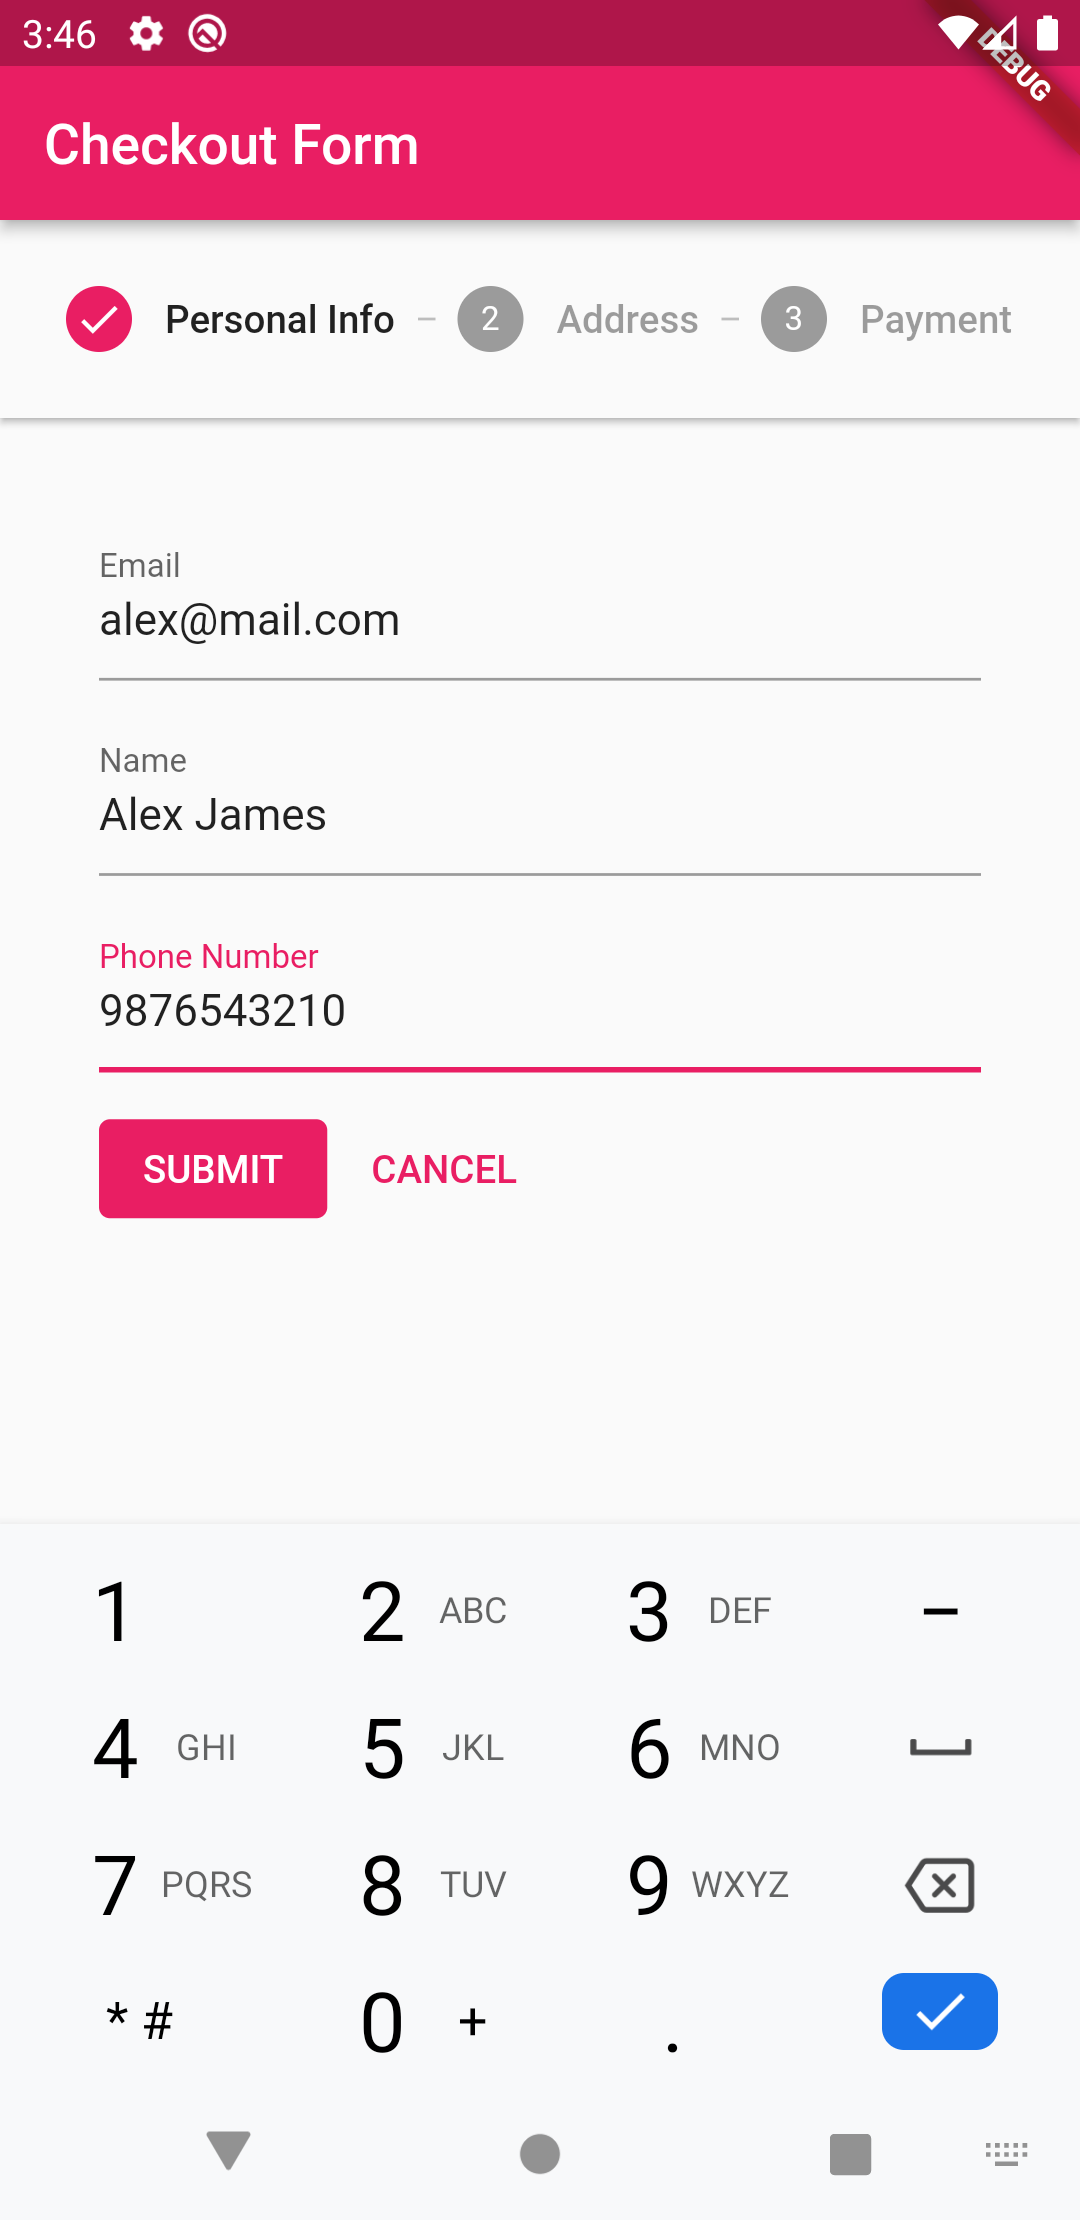 3:46
DEBUG
Checkout Form
Personal Info 2 Address 3 Payment
Email
alex@mail.com
Name
Alex James
Phone Number
9876543210
SUBMIT CANCEL
1 2 ABC 3 DEF –
4 GHI 5 JKL 6 MNO
7 PQRS 8 TUV 9 WXYZ
* # 0 + .